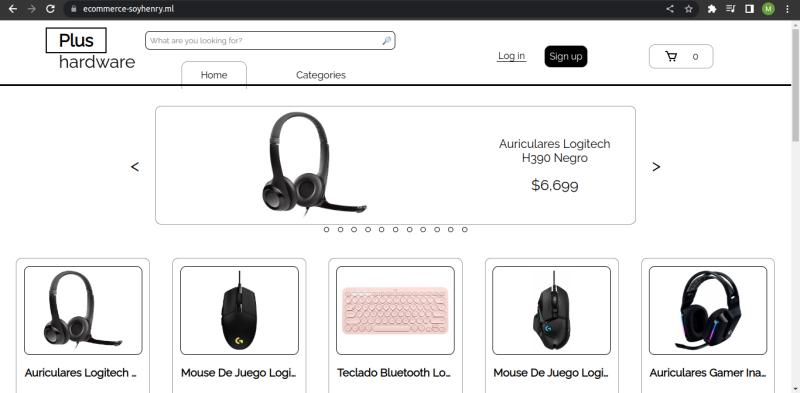 ecommerce-soyhenry.ml
M
Plus
hardware
What are you looking for?
Log in
Sign up
0
Home
Categories
<
Auriculares Logitech
H390 Negro
$6,699
>
Auriculares Logitech ...
Mouse De Juego Logi...
Teclado Bluetooth Lo...
Mouse De Juego Logi...
Auriculares Gamer Ina...